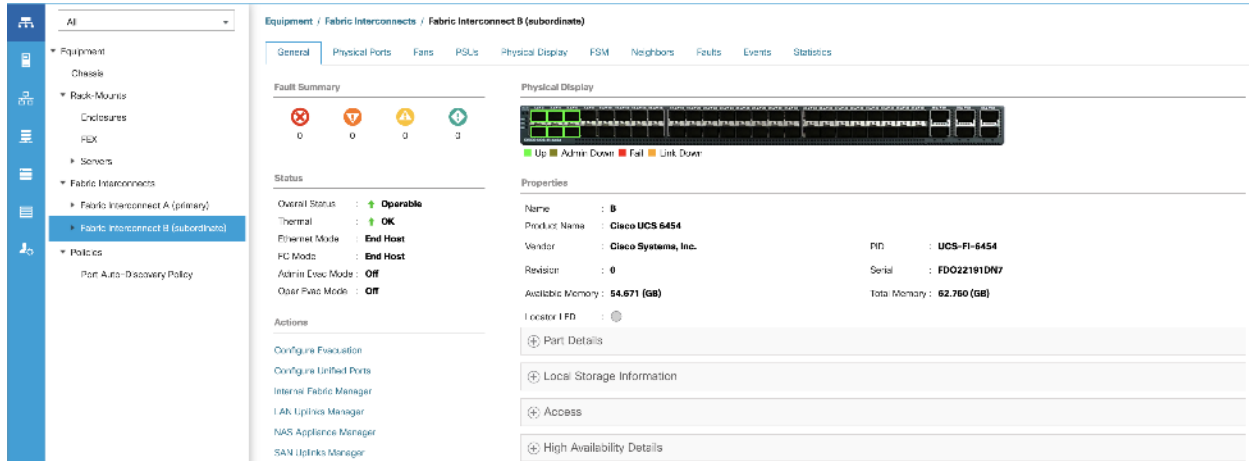 All
Equipment
Chassis
Rack-Mounts
Enclosures
FEX
Servers
Fabric Interconnects
Fabric Interconnect A (primary)
Fabric Interconnect B (subordinate)
Policies
Port Auto-Discovery Policy
Equipment / Fabric Interconnects / Fabric Interconnect B (subordinate)
General Physical Ports Fans PSUs Physical Display FSM Neighbors Faults Events Statistics
Fault Summary
0 0 0 0
Status
Overall Status : Operable
Thermal : OK
Ethernet Mode : End Host
FC Mode : End Host
Admin Evac Mode : Off
Oper Evac Mode : Off
Actions
Configure Evacuation
Configure Unified Ports
Internal Fabric Manager
LAN Uplinks Manager
NAS Appliance Manager
SAN Uplinks Manager
Physical Display
Up Admin Down Fail Link Down
Properties
Name : B
Product Name : Cisco UCS 6454
Vendor : Cisco Systems, Inc. PID : UCS-FI-6454
Revision : 0 Serial : FDO22191DN7
Available Memory : 54.671 (GB) Total Memory : 62.760 (GB)
Locator LED :
Part Details
Local Storage Information
Access
High Availability Details